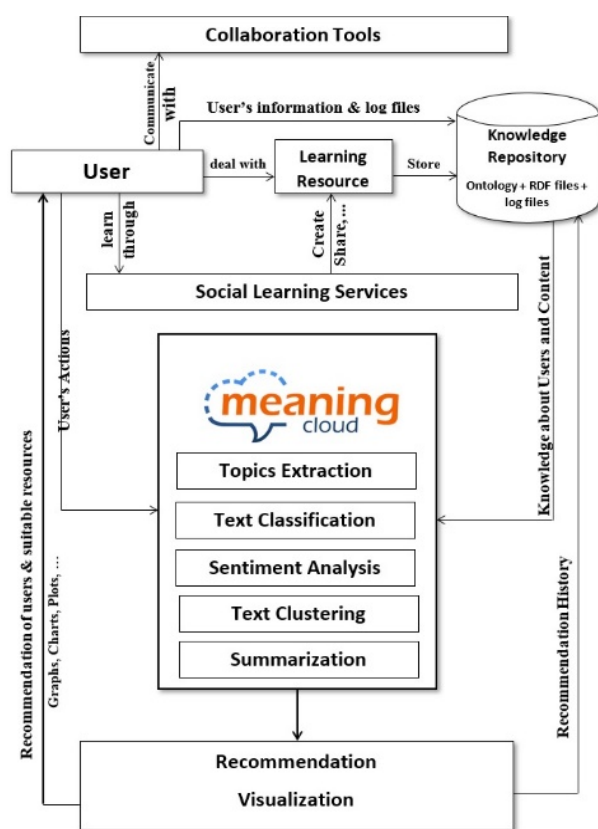 Collaboration Tools
Communicate
with
User's information & log files
Knowledge
Repository
Ontology + RDF files +
log files
User
deal with
Learning
Resource
Store
learn
through
Create
Share, ...
Social Learning Services
User's Actions
Knowledge about Users and Content
meaning
cloud
Topics Extraction
Text Classification
Sentiment Analysis
Text Clustering
Summarization
Recommendation of users & suitable resources
Graphs, Charts, Plots, ...
Recommendation History
Recommendation
Visualization